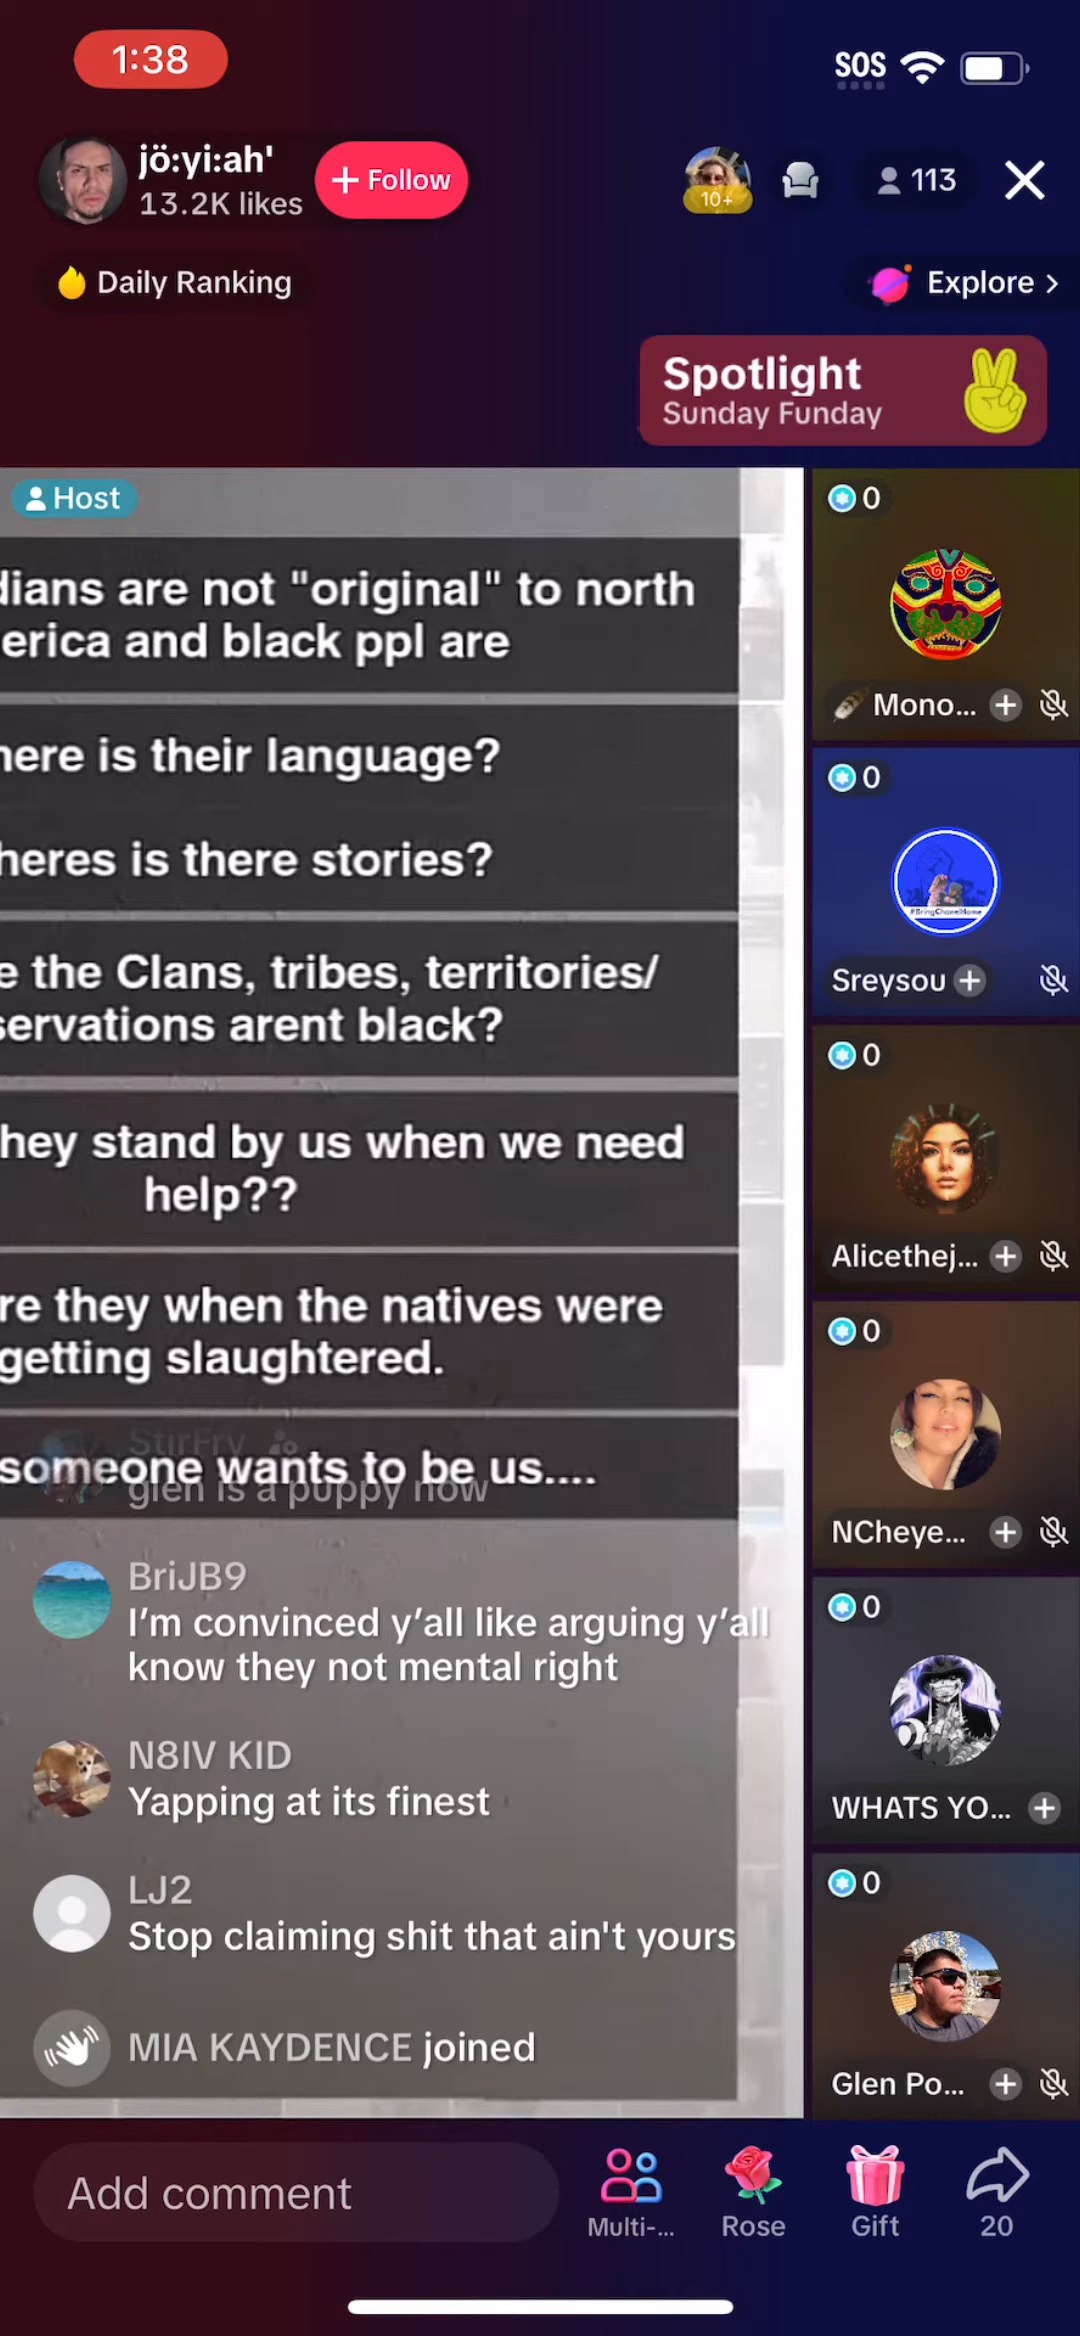 1:38
SOS
jö:yi:ah'
13.2K likes
+ Follow
10+
113
Daily Ranking
Explore >
Spotlight
Sunday Funday
Host
dians are not "original" to north
erica and black ppl are
here is their language?
heres is there stories?
e the Clans, tribes, territories/
servations arent black?
hey stand by us when we need
help??
re they when the natives were
getting slaughtered.
someone wants to be us....
StirFry
glen is a puppy now
BriJB9
I'm convinced y'all like arguing y'all
know they not mental right
N8IV KID
Yapping at its finest
LJ2
Stop claiming shit that ain't yours
MIA KAYDENCE joined
0
Mono...
0
#BringChanelHome
Sreysou
0
Alicethej...
0
NCheye...
0
WHATS YO...
0
Glen Po...
Add comment
Multi-...
Rose
Gift
20